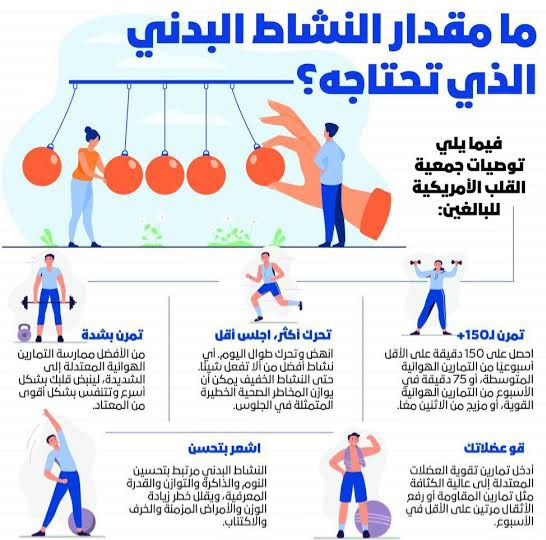 ما مقدار النشاط البدني
الذي تحتاجه؟
فيما يلي
توصيات جمعية
القلب الأمريكية
للبالغين:
تمرن لـ150+
احصل على 150 دقيقة على الأقل
أسبوعيًا من التمارين الهوائية
المتوسطة، أو 75 دقيقة في
الأسبوع من التمارين الهوائية
القوية، أو مزيج من الاثنين معًا.
تحرك أكثر، اجلس أقل
انهض وتحرك طوال اليوم. أي
نشاط أفضل من ألا تفعل شيئًا.
حتى النشاط الخفيف يمكن أن
يوازن المخاطر الصحية الخطيرة
المتمثلة في الجلوس.
تمرن بشدة
من الأفضل ممارسة التمارين
الهوائية المعتدلة إلى
الشديدة، لينبض قلبك بشكل
أسرع وتتنفس بشكل أقوى
من المعتاد.
قو عضلاتك
أدخل تمارين تقوية العضلات
المعتدلة إلى عالية الكثافة
مثل تمارين المقاومة أو رفع
الأثقال مرتين على الأقل في
الأسبوع.
اشعر بتحسن
النشاط البدني مرتبط بتحسين
النوم والذاكرة والتوازن والقدرة
المعرفية، ويقلل خطر زيادة
الوزن والأمراض المزمنة والخرف
والاكتئاب.